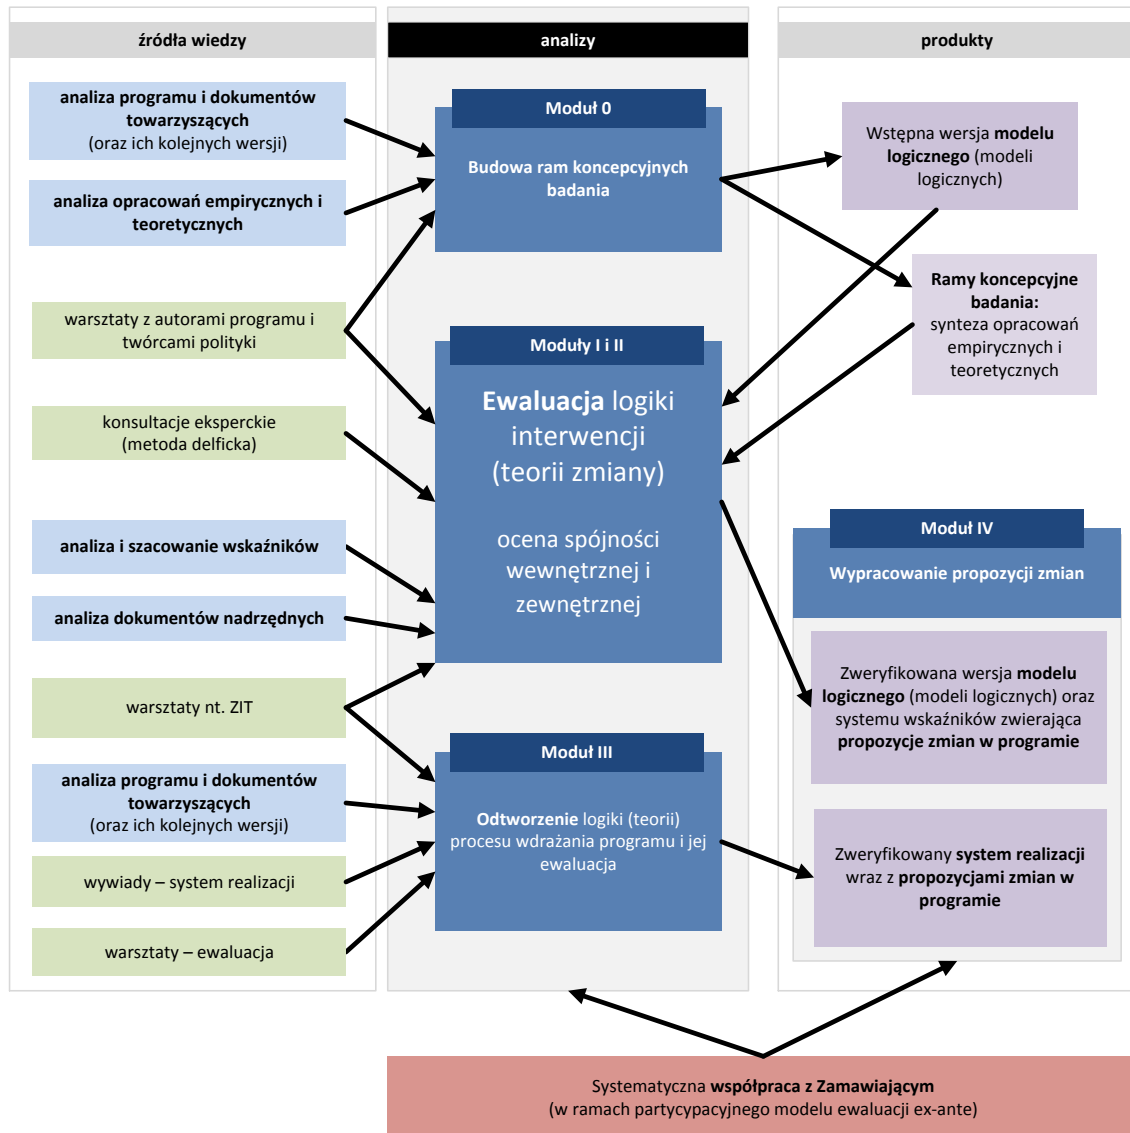 źródła wiedzy
analiza programu i dokumentów
towarzyszących
(oraz ich kolejnych wersji)
analiza opracowań empirycznych i
teoretycznych
warsztaty z autorami programu i
twórcami polityki
konsultacje eksperckie
(metoda delficka)
analiza i szacowanie wskaźników
analiza dokumentów nadrzędnych
warsztaty nt. ZIT
analiza programu i dokumentów
towarzyszących
(oraz ich kolejnych wersji)
wywiady – system realizacji
warsztaty – ewaluacja
analizy
Moduł 0
Budowa ram koncepcyjnych
badania
Moduły I i II
Ewaluacja logiki
interwencji
(teorii zmiany)
ocena spójności
wewnętrznej i
zewnętrznej
Moduł III
Odtworzenie logiki (teorii)
procesu wdrażania programu i jej
ewaluacja
produkty
Wstępna wersja modelu
logicznego (modeli
logicznych)
Ramy koncepcyjne
badania:
synteza opracowań
empirycznych i
teoretycznych
Moduł IV
Wypracowanie propozycji zmian
Zweryfikowana wersja modelu
logicznego (modeli logicznych) oraz
systemu wskaźników zwierająca
propozycje zmian w programie
Zweryfikowany system realizacji
wraz z propozycjami zmian w
programie
Systematyczna współpraca z Zamawiającym
(w ramach partycypacyjnego modelu ewaluacji ex-ante)